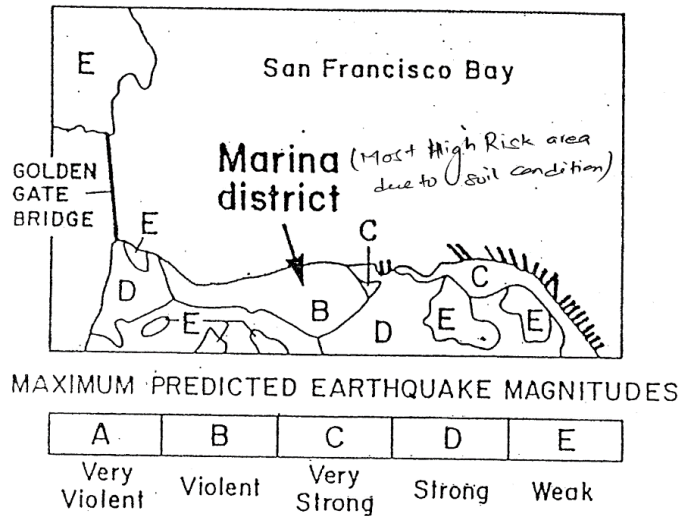 E
San Francisco Bay
GOLDEN
GATE
BRIDGE
Marina
district
(Most High Risk area
due to soil condition)
E
C
D
C
B
E
D
E
E
MAXIMUM PREDICTED EARTHQUAKE MAGNITUDES
A B C D E
Very
Violent
Violent
Very
Strong
Strong
Weak